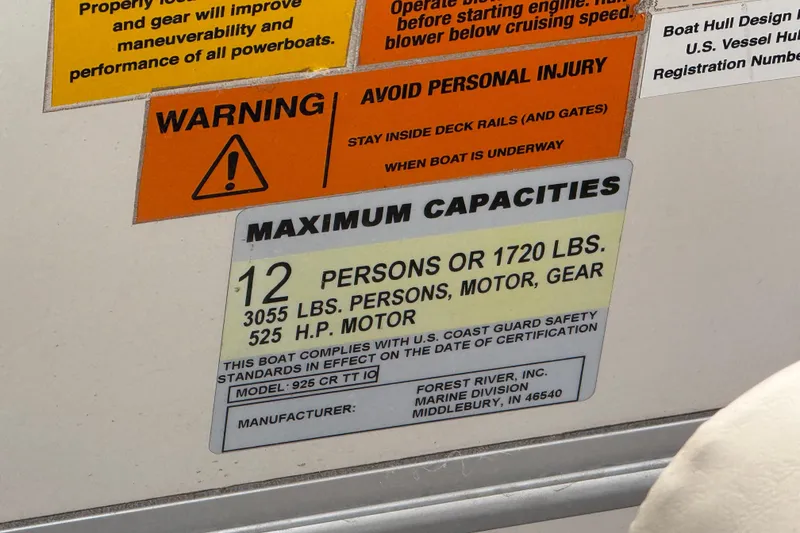 Properly
and gear will improve
maneuverability and
performance of all powerboats.
Operate
before starting engine. Run
blower below cruising speed.
Boat Hull Design
U.S. Vessel
Registration
WARNING
AVOID PERSONAL INJURY
STAY INSIDE DECK RAILS (AND GATES)
WHEN BOAT IS UNDERWAY
MAXIMUM CAPACITIES
12 PERSONS OR 1720 LBS.
3055 LBS. PERSONS, MOTOR, GEAR
525 H.P. MOTOR
THIS BOAT COMPLIES WITH U.S. COAST GUARD SAFETY
STANDARDS IN EFFECT ON THE DATE OF CERTIFICATION
MODEL: 925 CR TT IO
MANUFACTURER:
FOREST RIVER, INC.
MARINE DIVISION
MIDDLEBURY, IN 46540